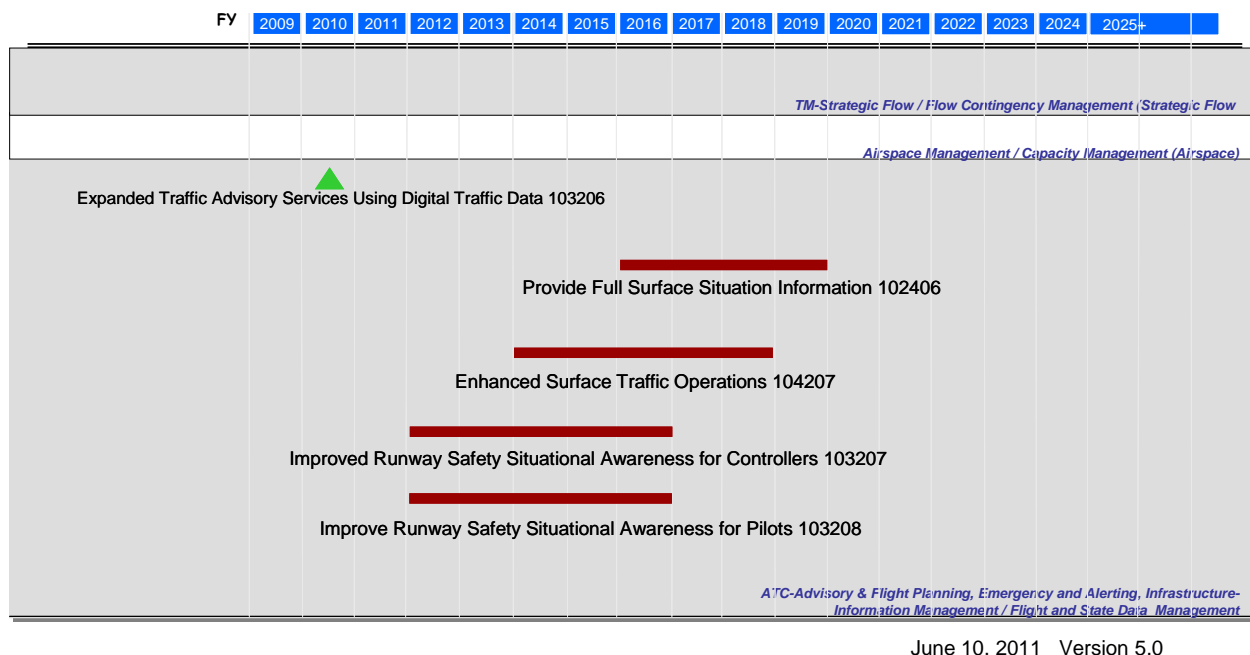 FY 2009 2010 2011 2012 2013 2014 2015 2016 2017 2018 2019 2020 2021 2022 2023 2024 2025+
TM-Strategic Flow / Flow Contingency Management (Strategic Flow
Airspace Management / Capacity Management (Airspace)
Expanded Traffic Advisory Services Using Digital Traffic Data 103206
Provide Full Surface Situation Information 102406
Enhanced Surface Traffic Operations 104207
Improved Runway Safety Situational Awareness for Controllers 103207
Improve Runway Safety Situational Awareness for Pilots 103208
ATC-Advisory & Flight Planning, Emergency and Alerting, Infrastructure-
Information Management / Flight and State Data Management
June 10, 2011 Version 5.0